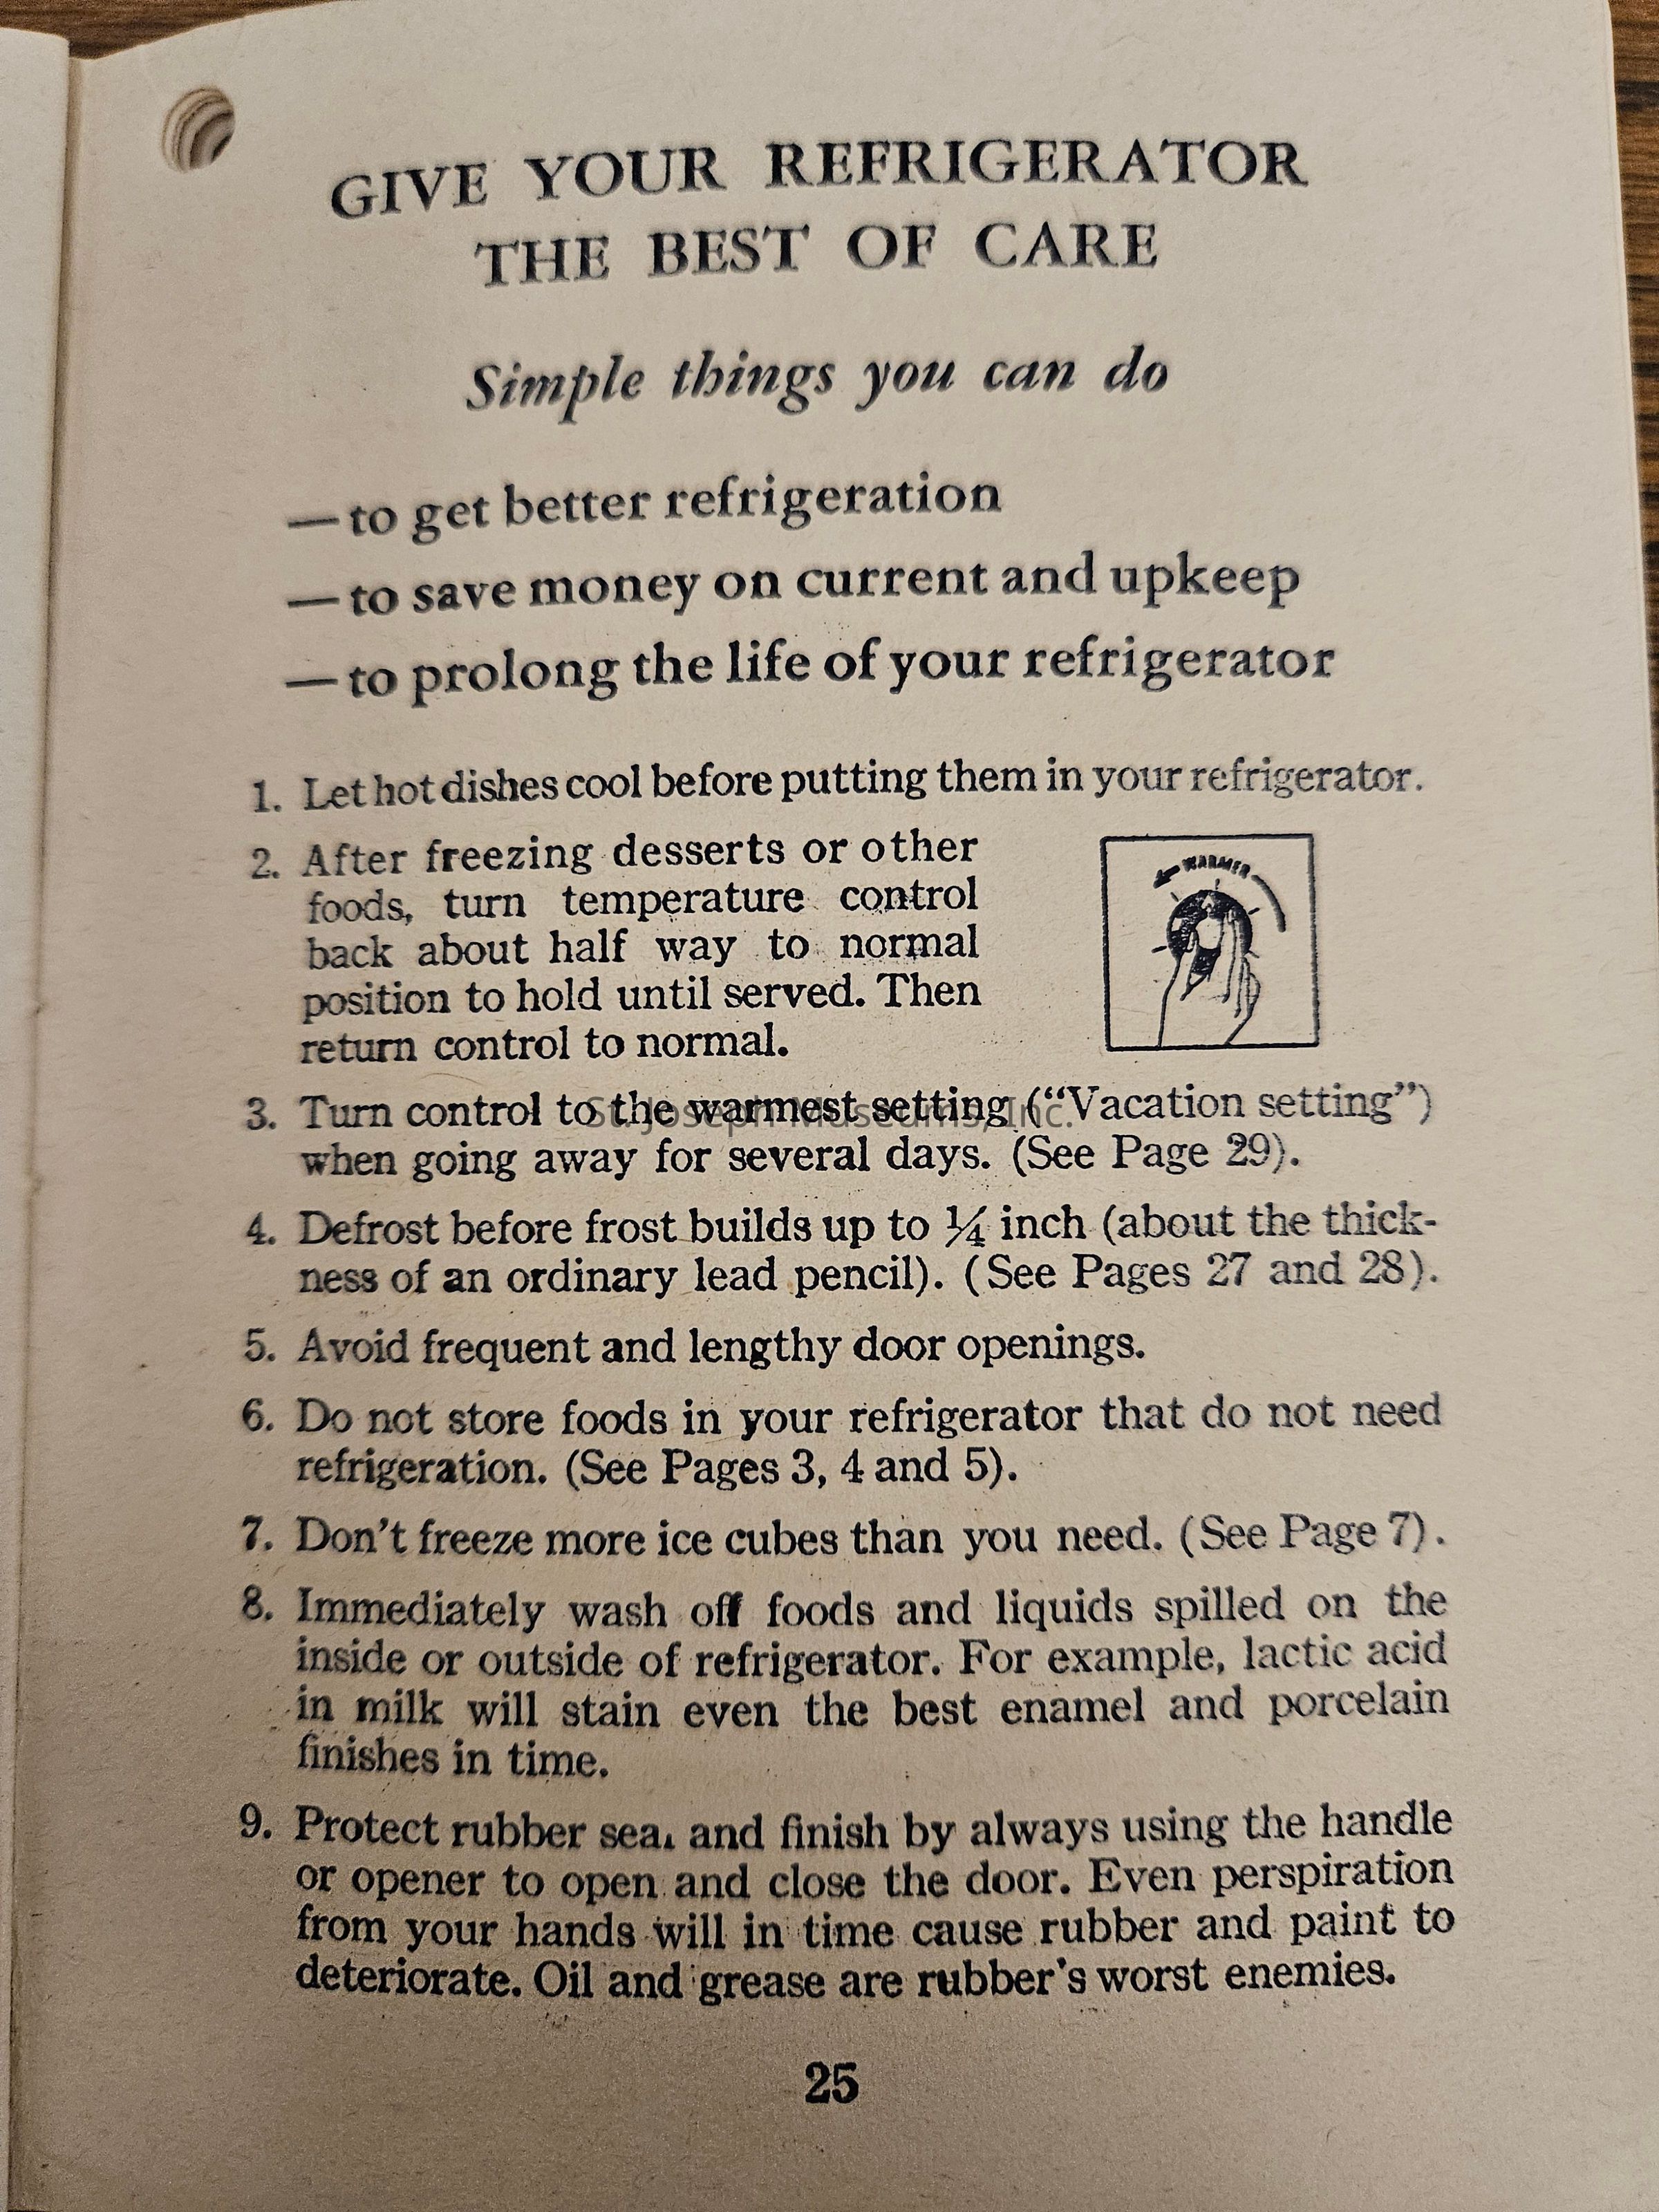 GIVE YOUR REFRIGERATOR
THE BEST OF CARE
Simple things you can do
—to get better refrigeration
—to save money on current and upkeep
—to prolong the life of your refrigerator
1. Let hot dishes cool before putting them in your refrigerator.
2. After freezing desserts or other
foods, turn temperature control
back about half way to normal
position to hold until served. Then
return control to normal.
WARMER
3. Turn control to the warmest setting (“Vacation setting”)
when going away for several days. (See Page 29).
St. Joseph Museums, Inc.
4. Defrost before frost builds up to ¼ inch (about the thick-
ness of an ordinary lead pencil). (See Pages 27 and 28).
5. Avoid frequent and lengthy door openings.
6. Do not store foods in your refrigerator that do not need
refrigeration. (See Pages 3, 4 and 5).
7. Don’t freeze more ice cubes than you need. (See Page 7).
8. Immediately wash off foods and liquids spilled on the
inside or outside of refrigerator. For example, lactic acid
in milk will stain even the best enamel and porcelain
finishes in time.
9. Protect rubber seal and finish by always using the handle
or opener to open and close the door. Even perspiration
from your hands will in time cause rubber and paint to
deteriorate. Oil and grease are rubber’s worst enemies.
25